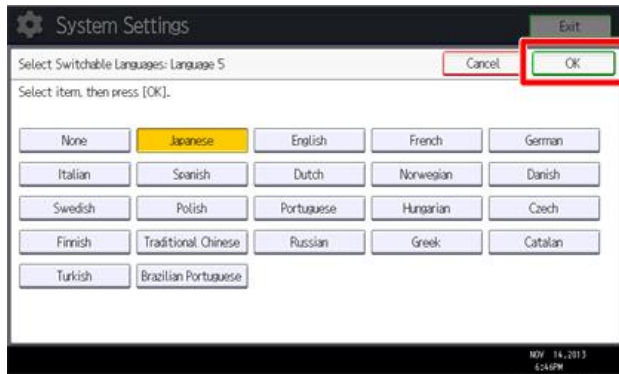 System Settings
Exit
Select Switchable Languages: Language 5
Cancel
OK
Select item, then press [OK].
None
Japanese
English
French
German
Italian
Spanish
Dutch
Norwegian
Danish
Swedish
Polish
Portuguese
Hungarian
Czech
Finnish
Traditional Chinese
Russian
Greek
Catalan
Turkish
Brazilian Portuguese
NOV 14,2013
6:46PM